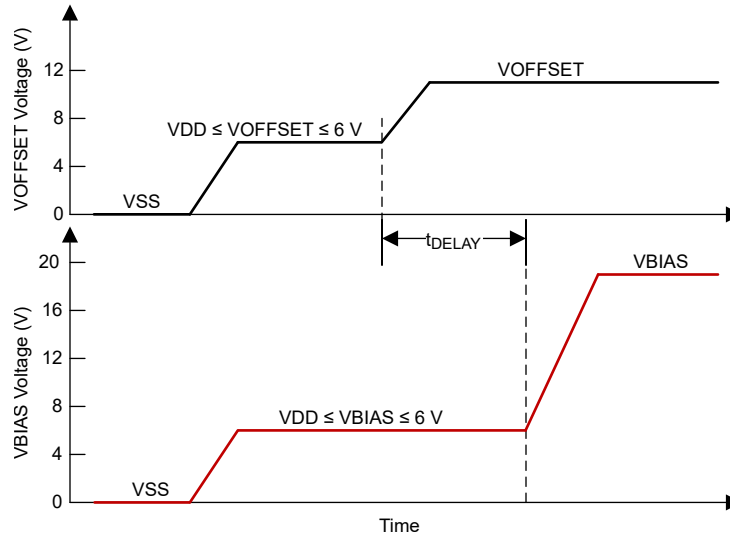 VOFFSET Voltage (V)
12
8
4
0
VOFFSET
VDD ≤ VOFFSET ≤ 6 V
VSS
tDELAY
VBIAS Voltage (V)
20
16
12
8
4
0
VBIAS
VDD ≤ VBIAS ≤ 6 V
VSS
Time